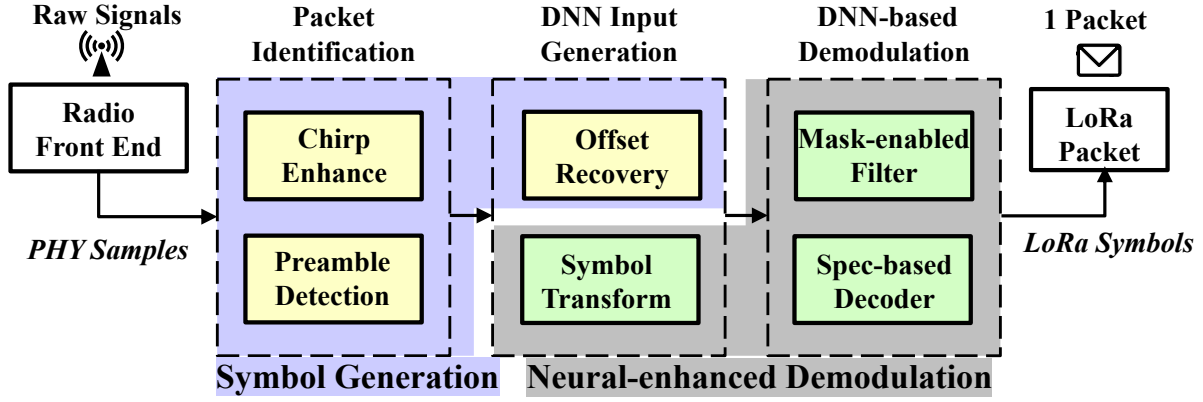 Raw Signals
Packet
Identification
DNN Input
Generation
DNN-based
Demodulation
1 Packet
Radio
Front End
Chirp
Enhance
Offset
Recovery
Mask-enabled
Filter
LoRa
Packet
PHY Samples
Preamble
Detection
Symbol
Transform
Spec-based
Decoder
LoRa Symbols
Symbol Generation
Neural-enhanced Demodulation